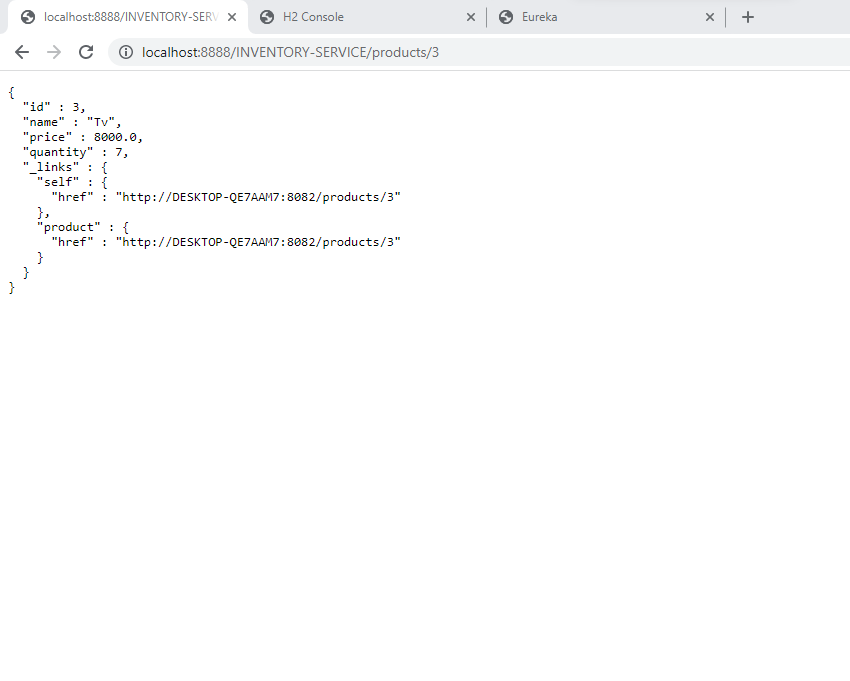 localhost:8888/INVENTORY-SERV
H2 Console
Eureka
localhost:8888/INVENTORY-SERVICE/products/3
{
  "id" : 3,
  "name" : "Tv",
  "price" : 8000.0,
  "quantity" : 7,
  "_links" : {
    "self" : {
      "href" : "http://DESKTOP-QE7AAM7:8082/products/3"
    },
    "product" : {
      "href" : "http://DESKTOP-QE7AAM7:8082/products/3"
    }
  }
}